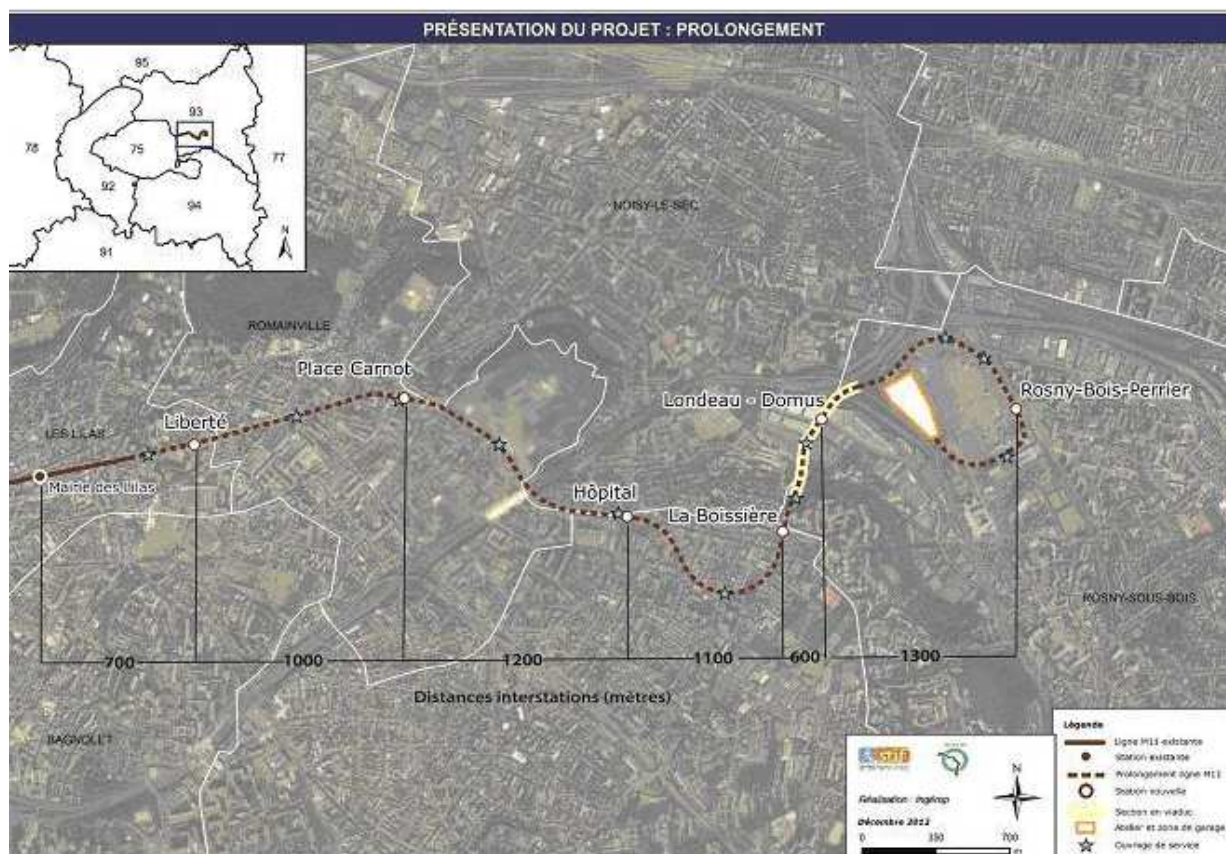 PRÉSENTATION DU PROJET : PROLONGEMENT
95
93
78
75
77
92
94
91
N
NOISY-LE-SEC
ROMAINVILLE
Place Carnot
Londeau - Domus
Rosny-Bois-Perrier
LES LILAS
Liberté
Mairie des Lilas
Hôpital
La Boissière
ROSNY-SOUS-BOIS
700 1000 1200 1100 600 1300
Distances interstations (mètres)
BAGNOLET
Légende
Ligne M11 existante
Station existante
Prolongement ligne M11
Station nouvelle
Section en viaduc
Atelier et zone de garage
Ouvrage de service
N
Réalisation : Ingérop
Décembre 2012
0 350 700